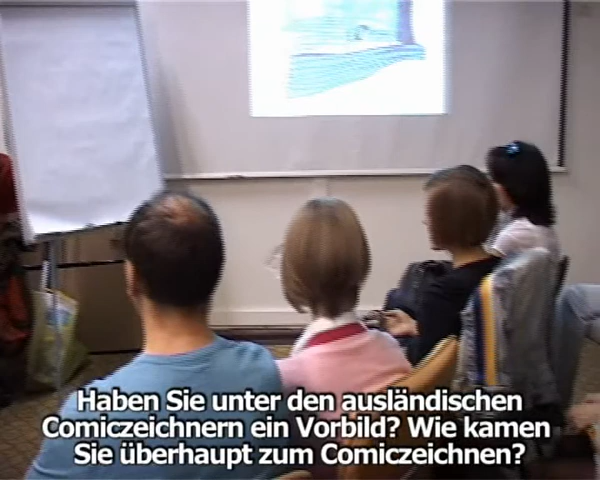 Haben Sie unter den ausländischen
Comiczeichnern ein Vorbild? Wie kamen
Sie überhaupt zum Comiczeichnen?